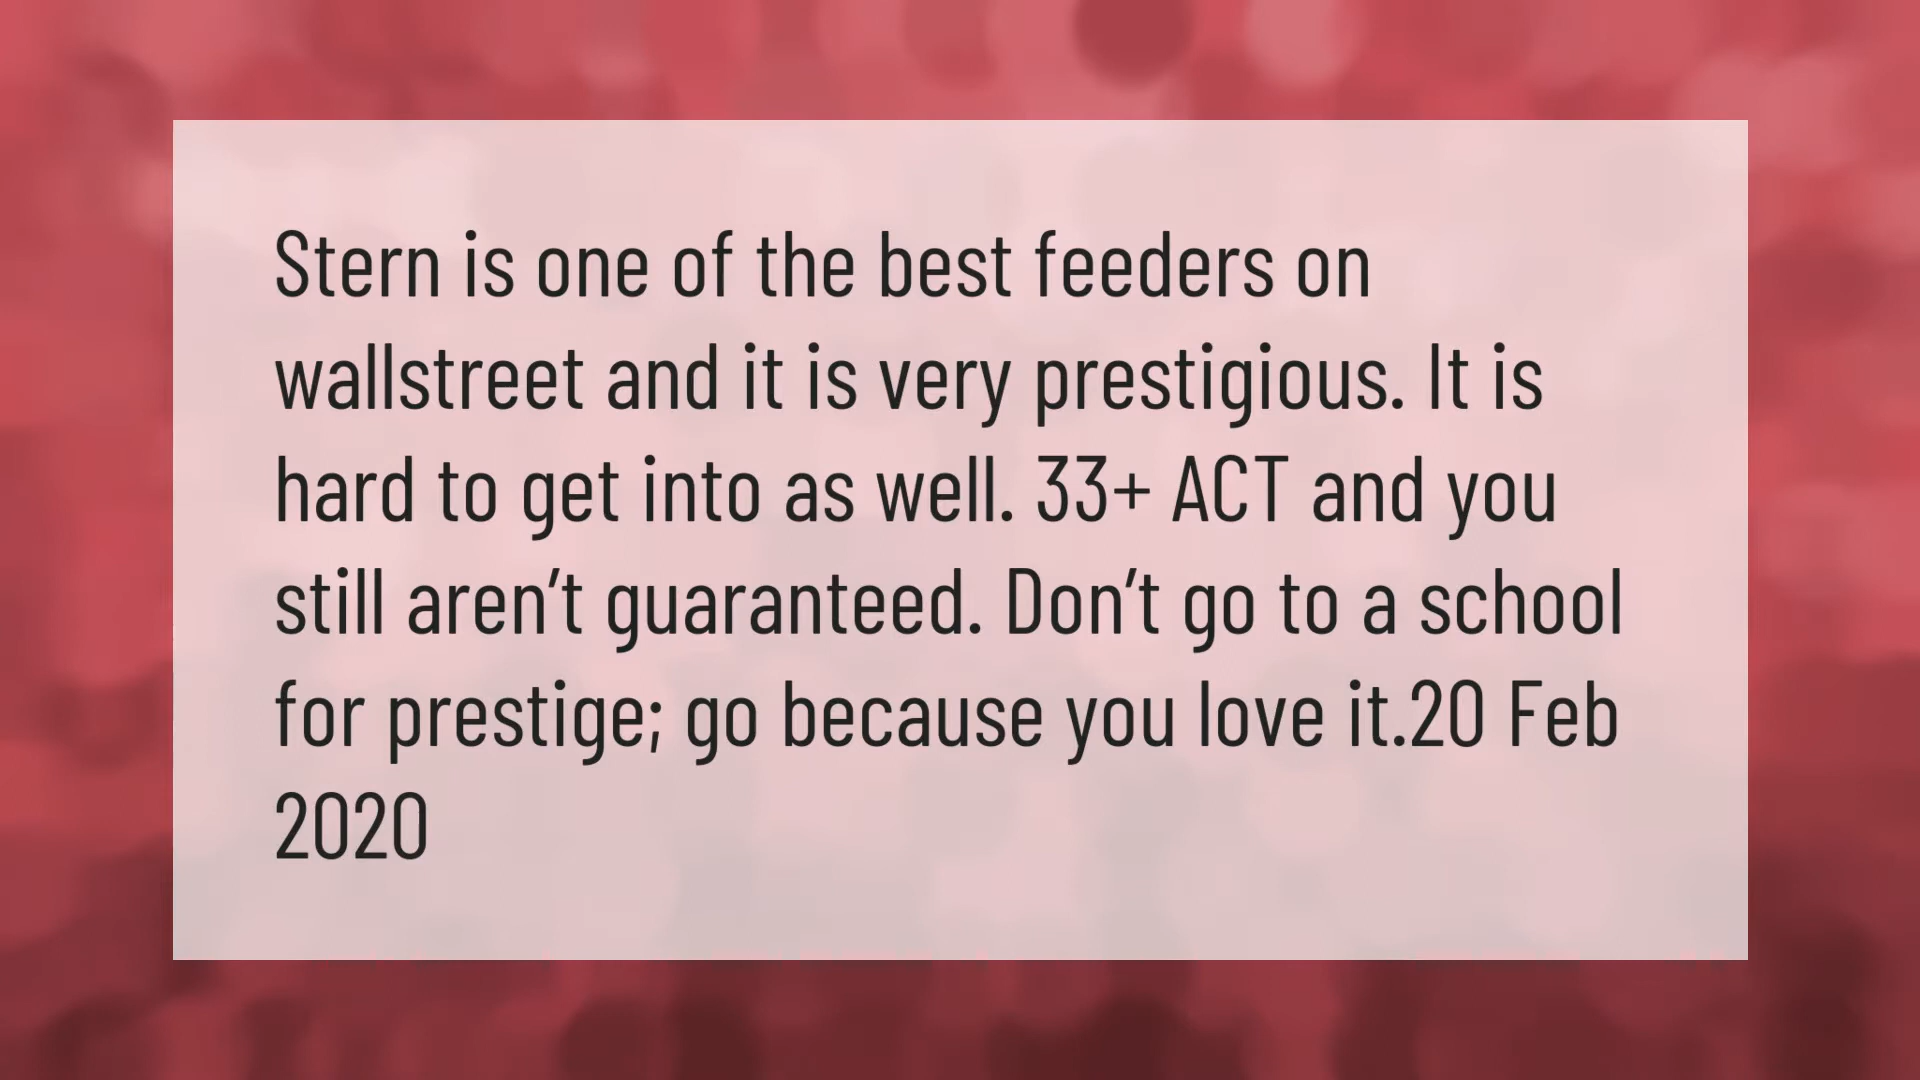 Stern is one of the best feeders on
wallstreet and it is very prestigious. It is
hard to get into as well. 33+ ACT and you
still aren’t guaranteed. Don’t go to a school
for prestige; go because you love it.20 Feb
2020